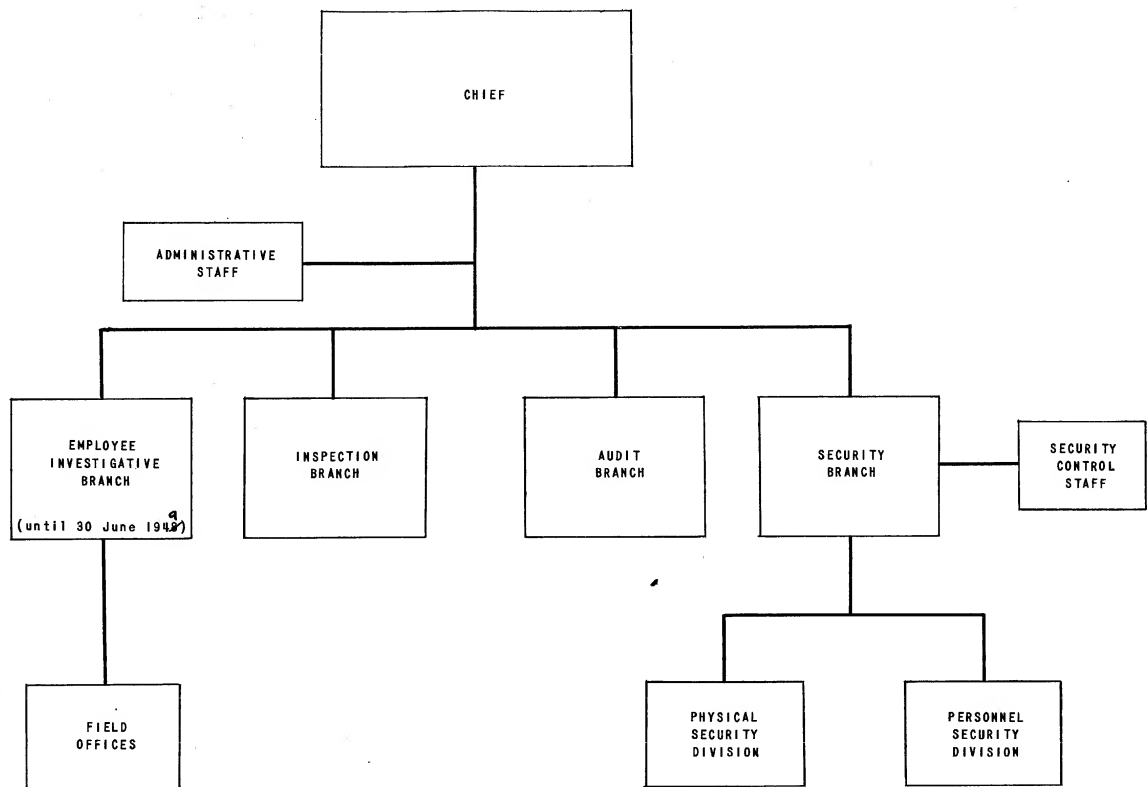 CHIEF
ADMINISTRATIVE
STAFF
EMPLOYEE
INVESTIGATIVE
BRANCH
(until 30 June 1949)
INSPECTION
BRANCH
AUDIT
BRANCH
SECURITY
BRANCH
SECURITY
CONTROL
STAFF
FIELD
OFFICES
PHYSICAL
SECURITY
DIVISION
PERSONNEL
SECURITY
DIVISION